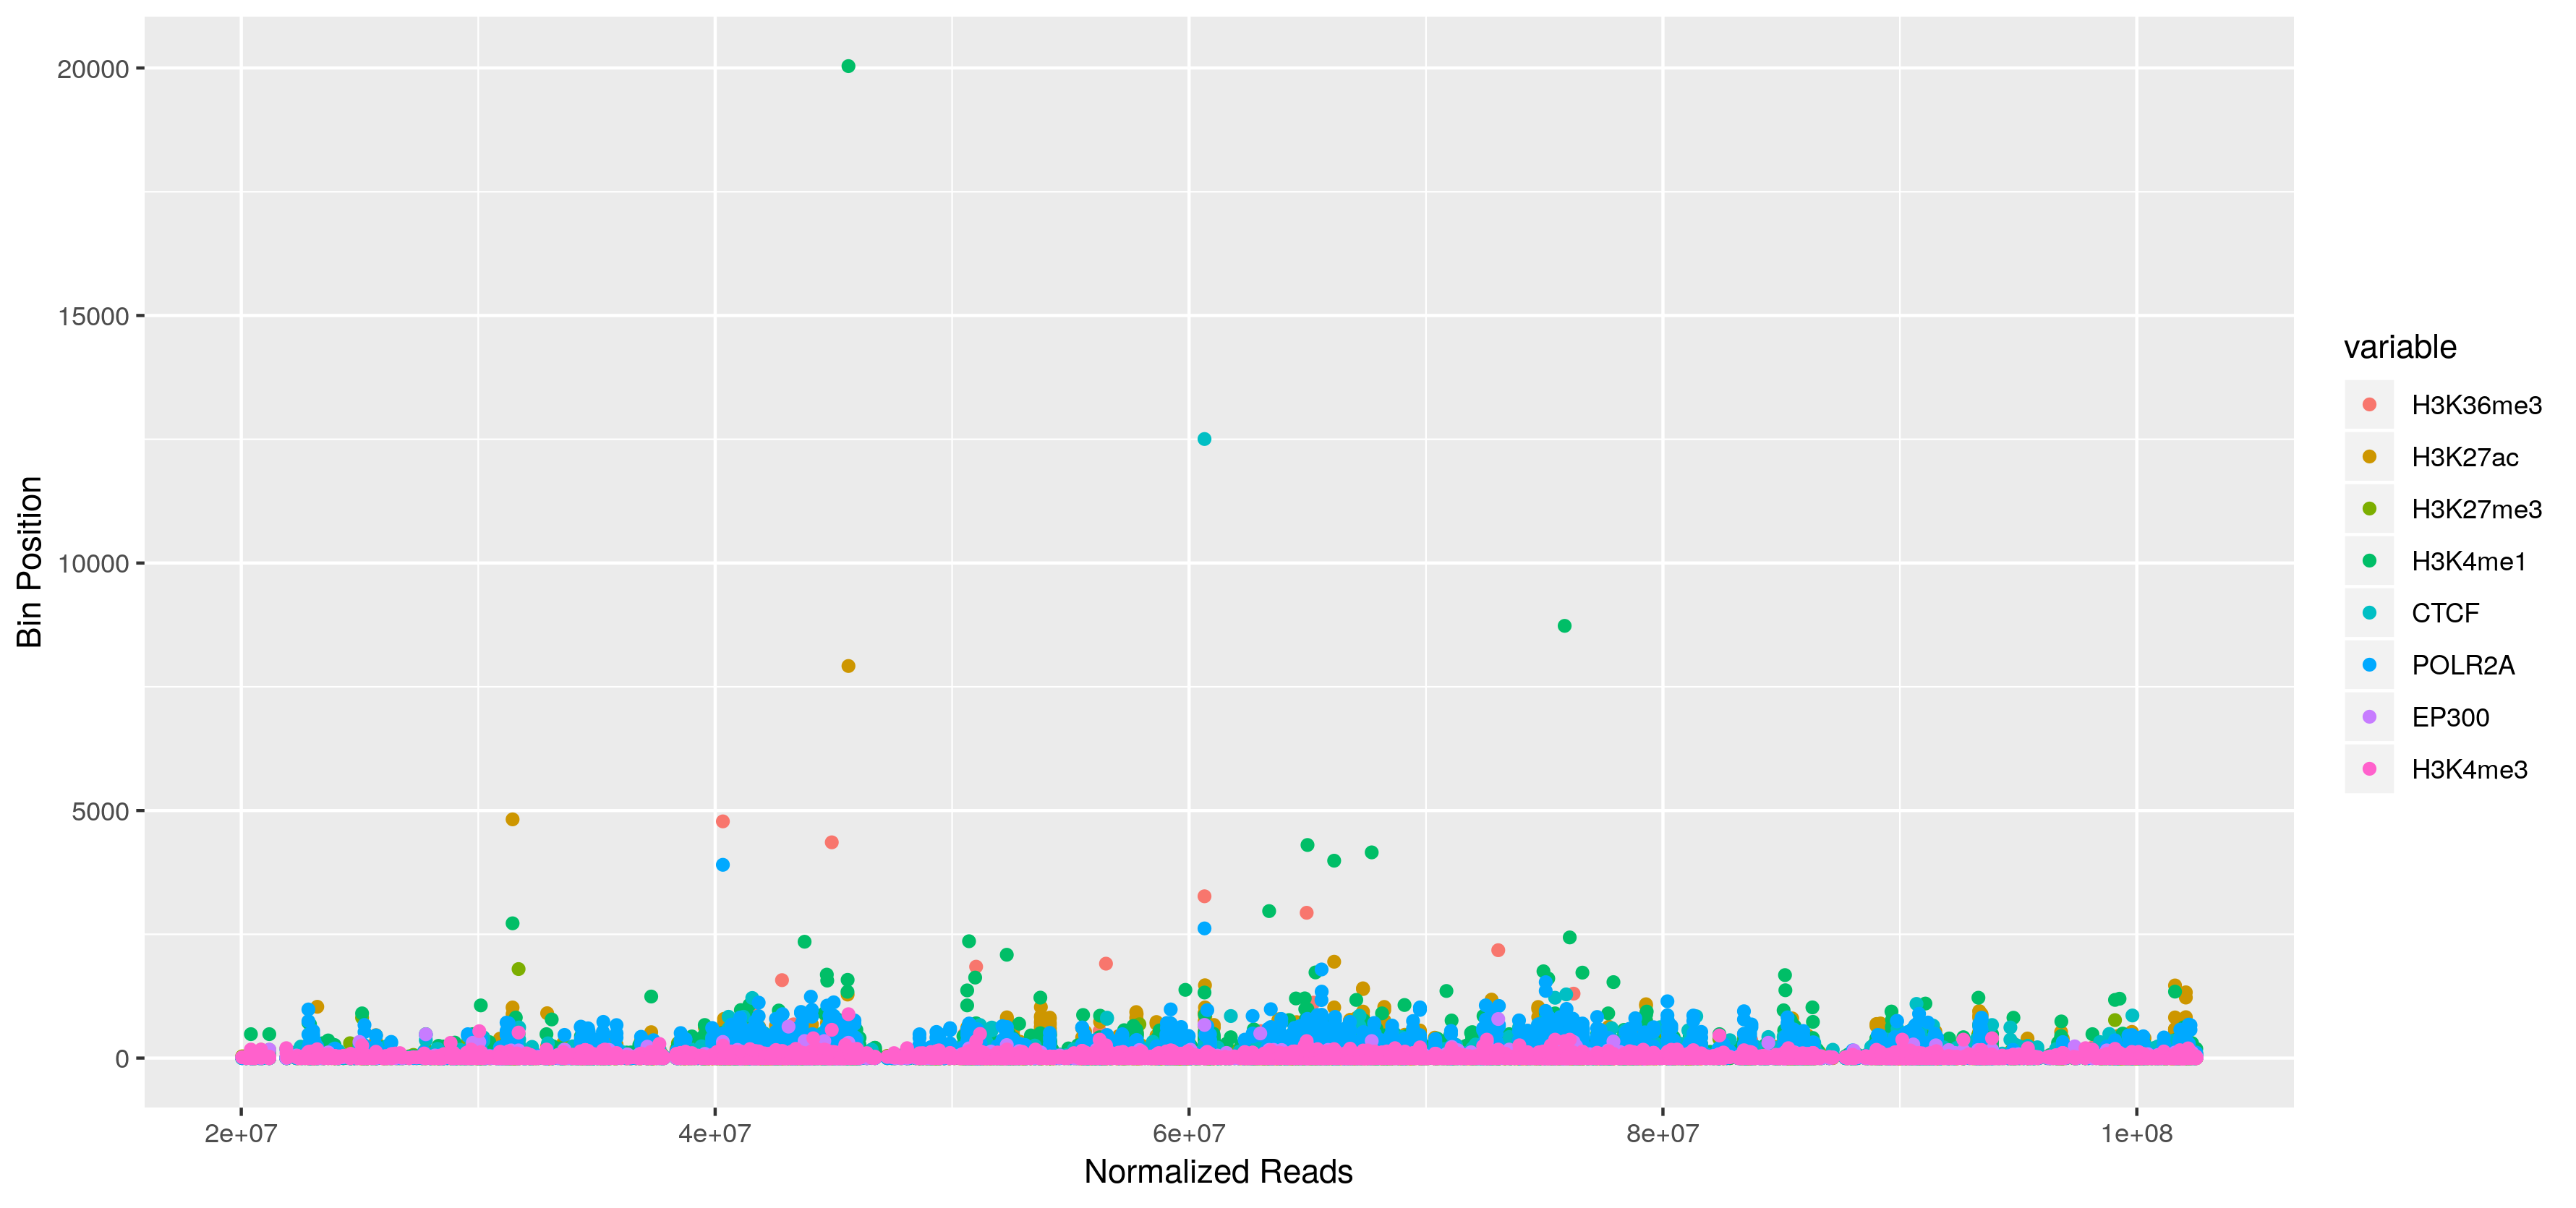 20000
15000
10000
5000
0
Bin Position
2e+07
4e+07
6e+07
8e+07
1e+08
Normalized Reads
variable
H3K36me3
H3K27ac
H3K27me3
H3K4me1
CTCF
POLR2A
EP300
H3K4me3